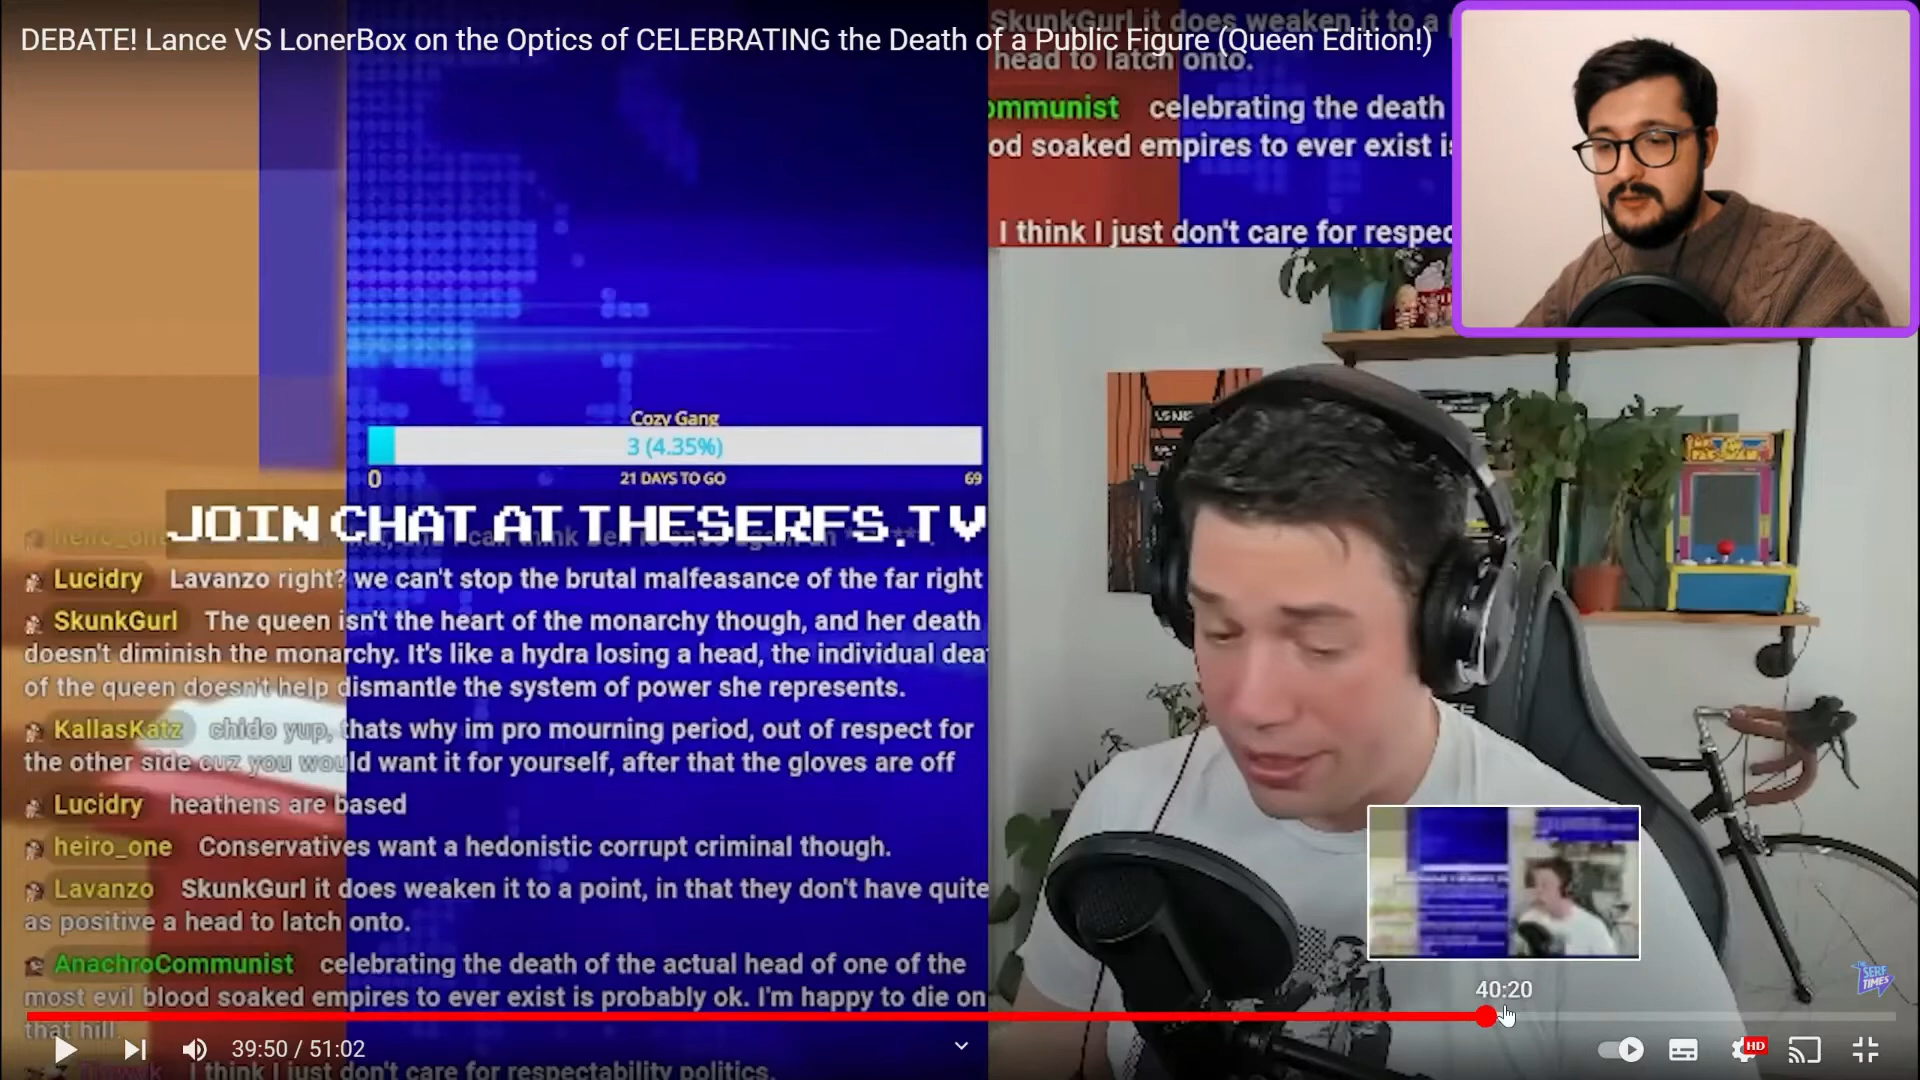 DEBATE! Lance VS LonerBox on the Optics of CELEBRATING the Death of a Public Figure (Queen Edition!)
SkunkGurl it does weaken it to a
head to latch onto.
ommunist celebrating the death
od soaked empires to ever exist is
I think I just don't care for respec
Cozy Gang
3 (4.35%)
0 21 DAYS TO GO 69
JOIN CHAT AT THESERFS.TV
heiro_one can think
Lucidry Lavanzo right? we can't stop the brutal malfeasance of the far right
SkunkGurl The queen isn't the heart of the monarchy though, and her death
doesn't diminish the monarchy. It's like a hydra losing a head, the individual deat
of the queen doesn't help dismantle the system of power she represents.
KallasKatz chido yup, thats why im pro mourning period, out of respect for
the other side cuz you would want it for yourself, after that the gloves are off
Lucidry heathens are based
heiro_one Conservatives want a hedonistic corrupt criminal though.
Lavanzo SkunkGurl it does weaken it to a point, in that they don't have quite
as positive a head to latch onto.
AnachroCommunist celebrating the death of the actual head of one of the
most evil blood soaked empires to ever exist is probably ok. I'm happy to die on
that hill.
I think I just don't care for respectability politics.
40:20
SERF
TIMES
39:50 / 51:02
HD